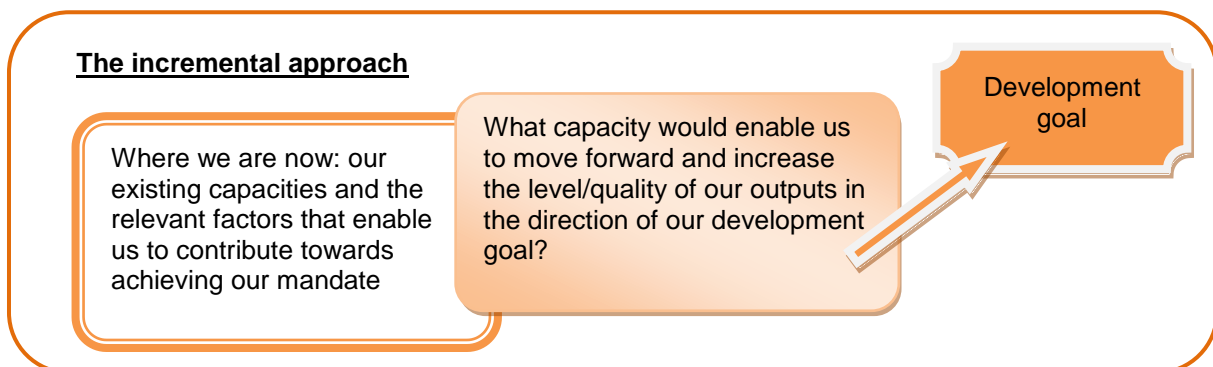 The incremental approach
Where we are now: our
existing capacities and the
relevant factors that enable
us to contribute towards
achieving our mandate
What capacity would enable us
to move forward and increase
the level/quality of our outputs in
the direction of our development
goal?
Development
goal